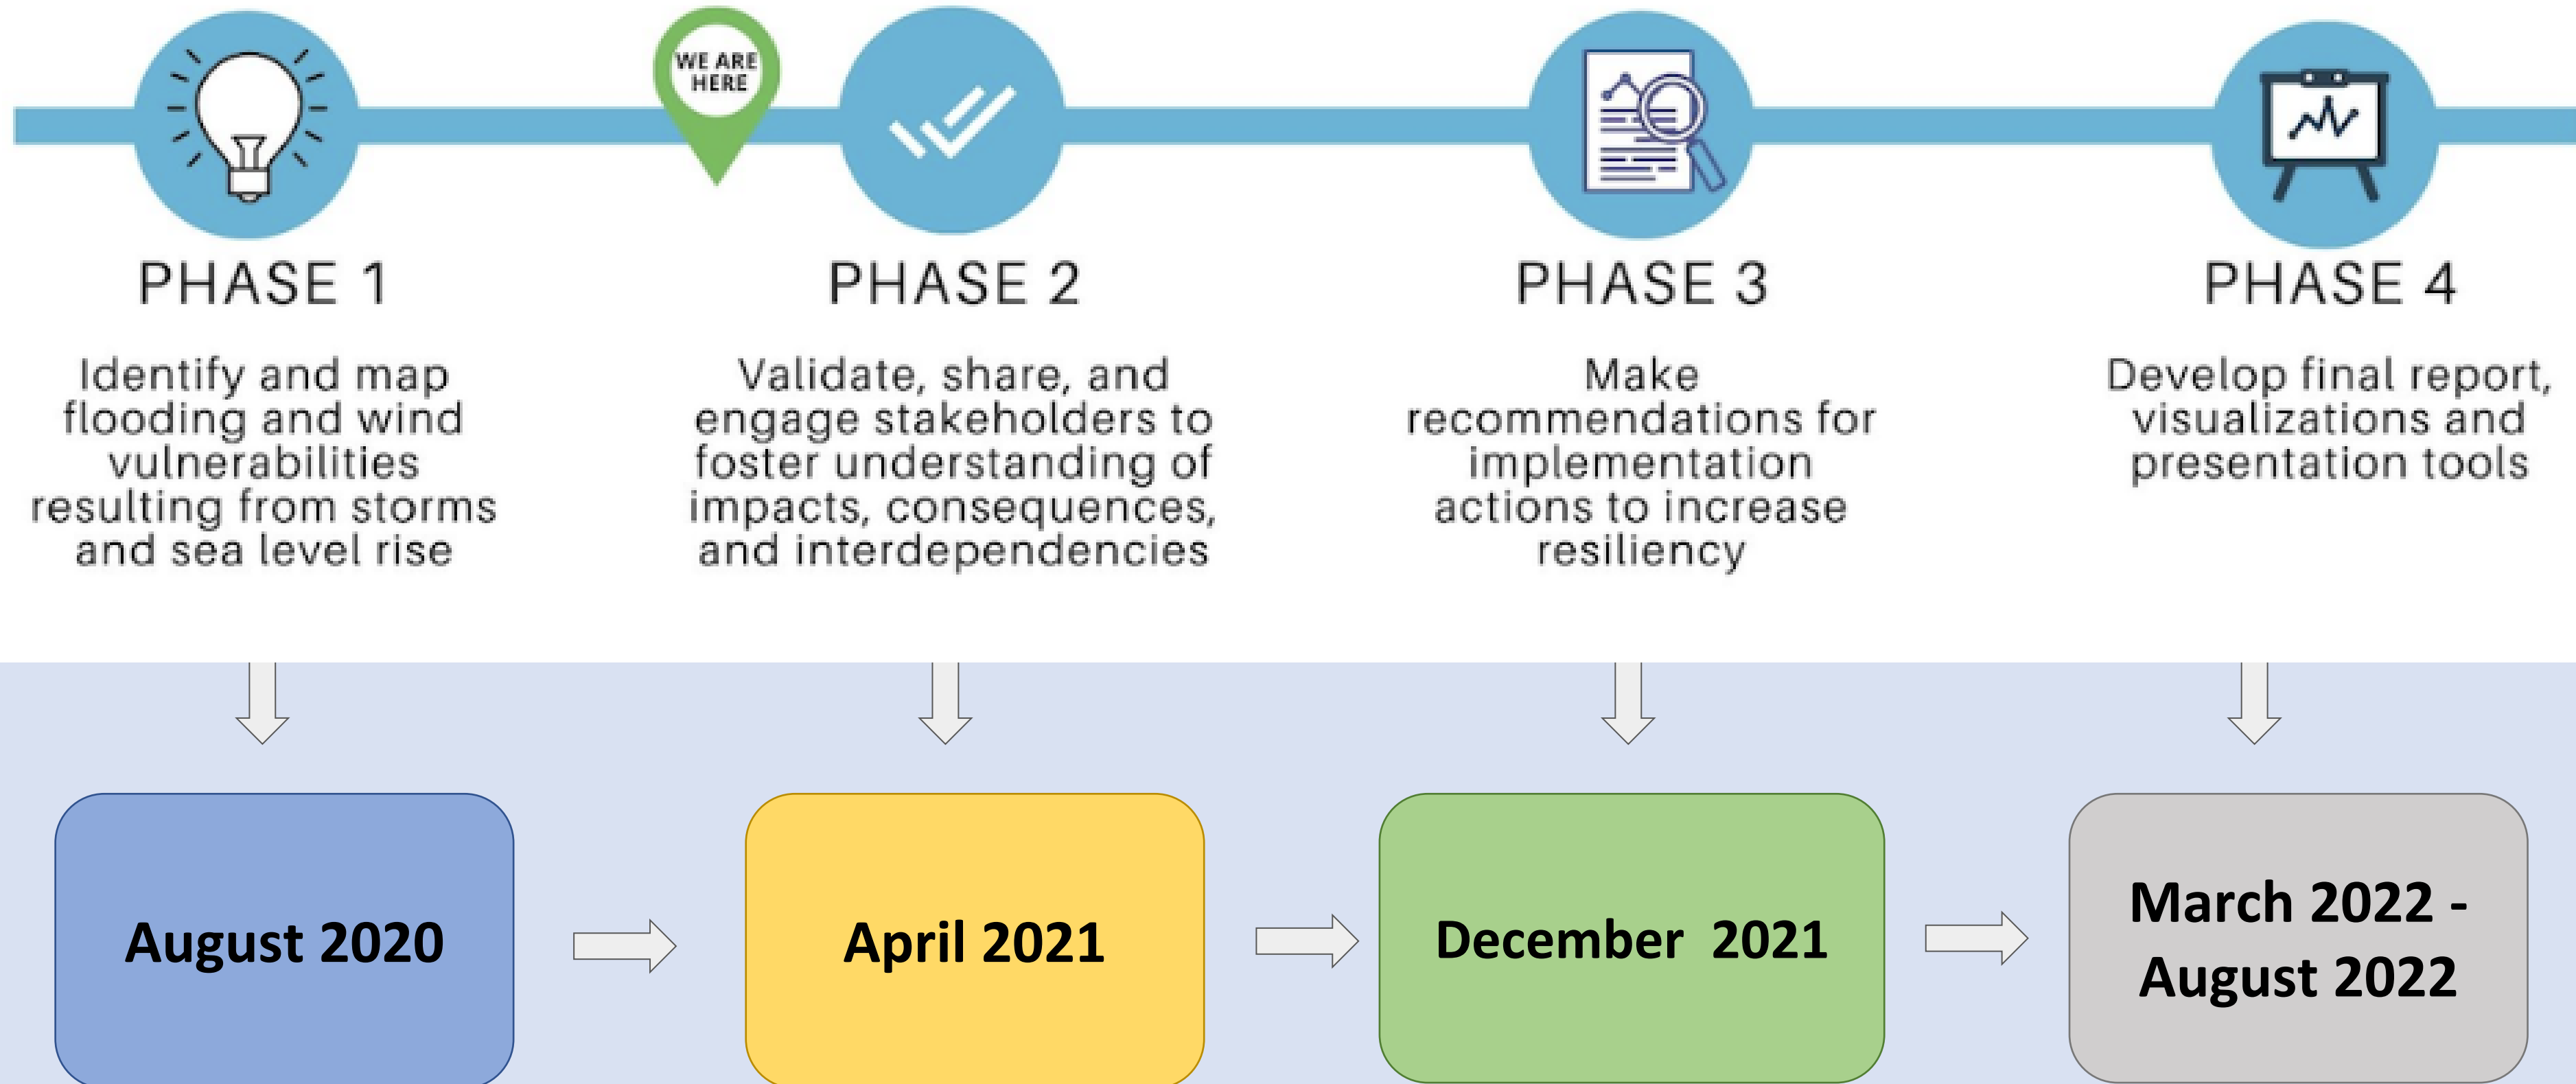 WE ARE
HERE
PHASE 1
Identify and map
flooding and wind
vulnerabilities
resulting from storms
and sea level rise
PHASE 2
Validate, share, and
engage stakeholders to
foster understanding of
impacts, consequences,
and interdependencies
PHASE 3
Make
recommendations for
implementation
actions to increase
resiliency
PHASE 4
Develop final report,
visualizations and
presentation tools
August 2020
April 2021
December 2021
March 2022 -
August 2022